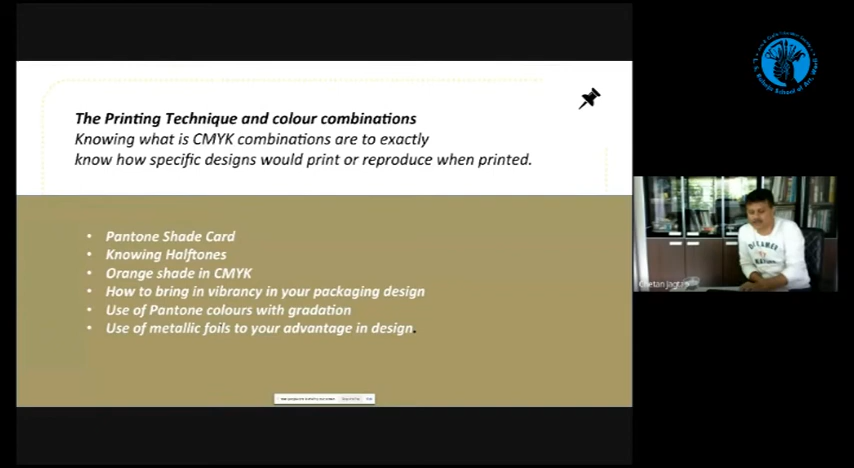 The Printing Technique and colour combinations
Knowing what is CMYK combinations are to exactly
know how specific designs would print or reproduce when printed.
• Pantone Shade Card
• Knowing Halftones
• Orange shade in CMYK
• How to bring in vibrancy in your packaging design
• Use of Pantone colours with gradation
• Use of metallic foils to your advantage in design.